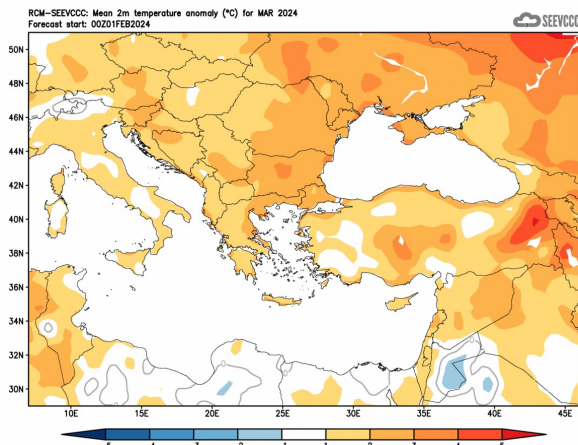 RCM-SEEVCCC: Mean 2m temperature anomaly (°C) for MAR 2024
Forecast start: 00Z01FEB2024
SEEVCCC
50N
48N
46N
44N
42N
40N
38N
36N
34N
32N
30N
10E 15E 20E 25E 30E 35E 40E 45E